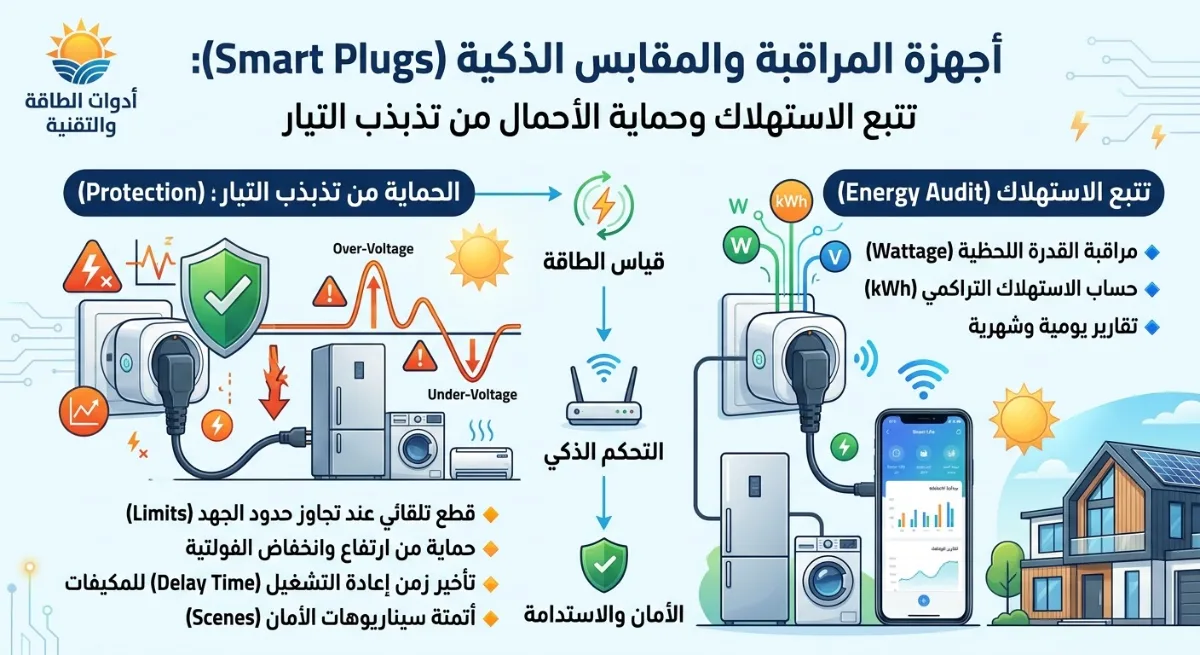 أجهزة المراقبة والمقابس الذكية (Smart Plugs):
تتبع الاستهلاك وحماية الأحمال من تذبذب التيار
أدوات الطاقة
والتقنية
تتبع الاستهلاك (Energy Audit)
مراقبة القدرة اللحظية (Wattage)
حساب الاستهلاك التراكمي (kWh)
تقارير يومية وشهرية
W
kWh
W
V
قياس الطاقة
التحكم الذكي
الأمان والاستدامة
الحماية من تذبذب التيار : (Protection)
Over-Voltage
Under-Voltage
قطع تلقائي عند تجاوز حدود الجهد (Limits)
حماية من ارتفاع وانخفاض الفولتية
تأخير زمن إعادة التشغيل (Delay Time) للمكيفات
أتمتة سيناريوهات الأمان (Scenes)